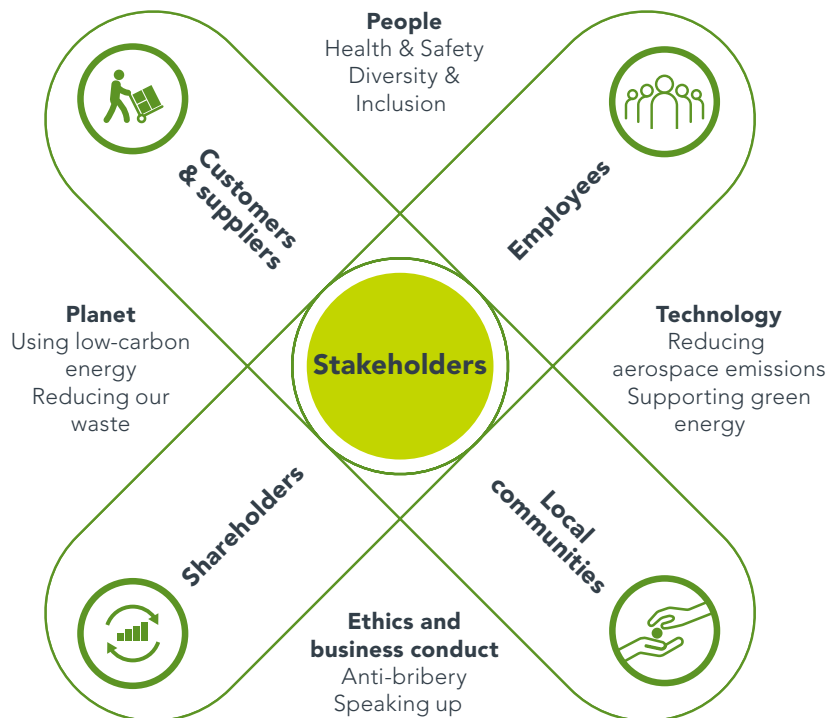 People
Health & Safety
Diversity &
Inclusion
Customers
& suppliers
Employees
Planet
Using low-carbon
energy
Reducing our
waste
Stakeholders
Technology
Reducing
aerospace emissions
Supporting green
energy
Shareholders
Local
communities
Ethics and
business conduct
Anti-bribery
Speaking up